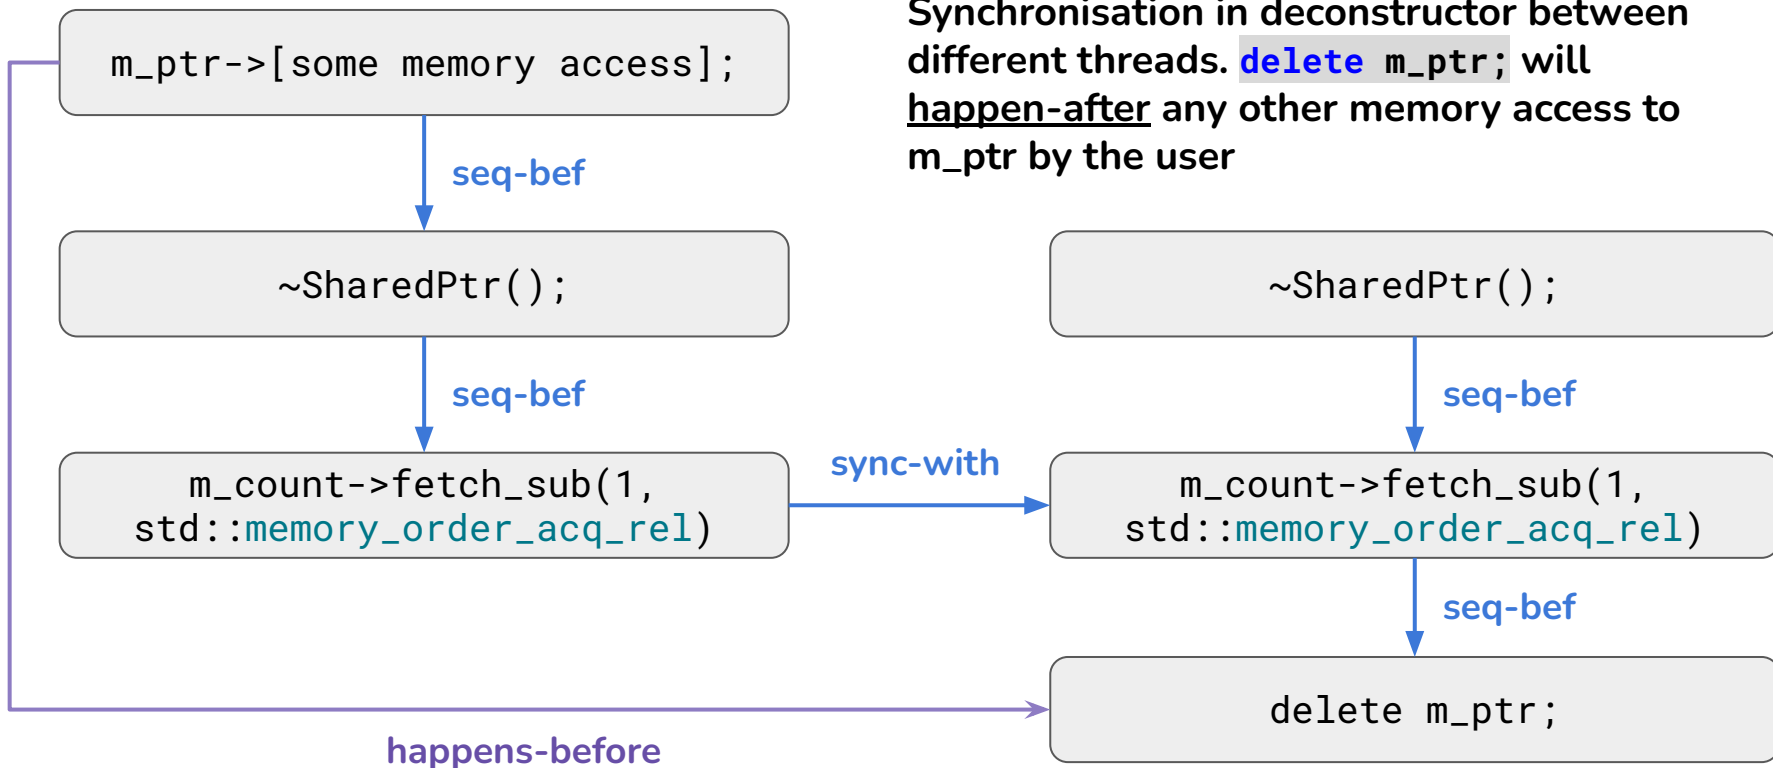 m_ptr->[some memory access];
Synchronisation in deconstructor between
different threads. delete m_ptr; will
happen-after any other memory access to
m_ptr by the user
seq-bef
~SharedPtr();
~SharedPtr();
seq-bef
seq-bef
m_count->fetch_sub(1,
std::memory_order_acq_rel)
sync-with
m_count->fetch_sub(1,
std::memory_order_acq_rel)
seq-bef
delete m_ptr;
happens-before